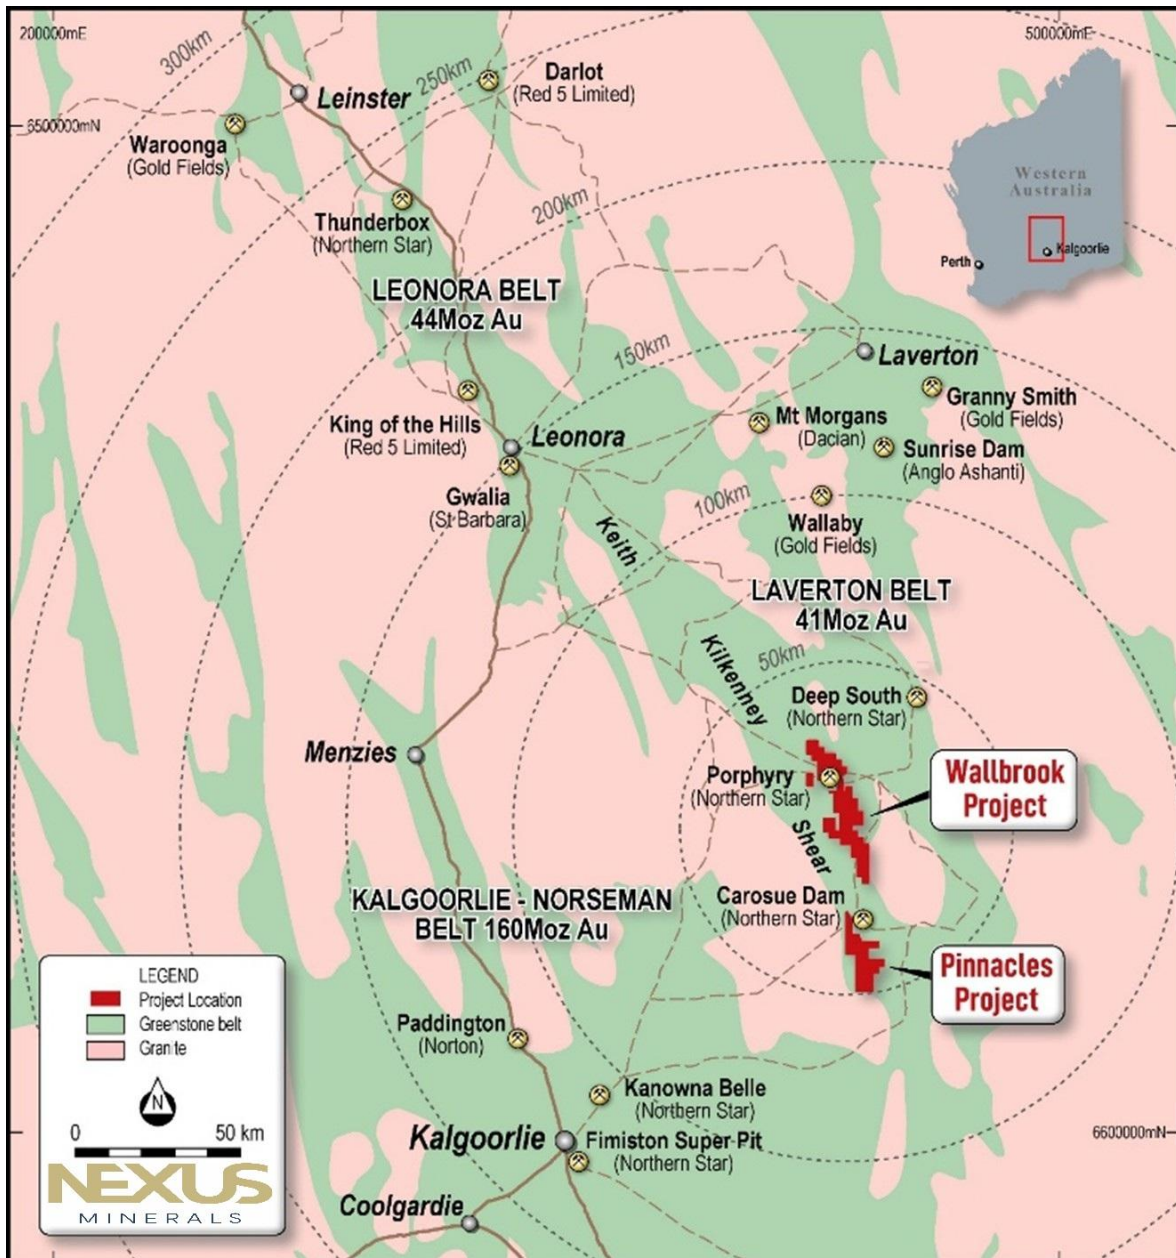 200000mE
500000mE
300km
250km
Darlot
(Red 5 Limited)
Leinster
6500000mN
Waroonga
(Gold Fields)
Western
Australia
Thunderbox
(Northern Star)
200km
Kalgoorlie
Perth
LEONORA BELT
44Moz Au
150km
Laverton
Granny Smith
(Gold Fields)
King of the Hills
(Red 5 Limited)
Leonora
Mt Morgans
(Dacian)
Sunrise Dam
(Anglo Ashanti)
Gwalia
(St Barbara)
100km
Wallaby
(Gold Fields)
Keith
LAVERTON BELT
41Moz Au
Kilkenney
50km
Deep South
(Northern Star)
Menzies
Porphyry
(Northern Star)
Wallbrook
Project
Shear
KALGOORLIE - NORSEMAN
BELT 160Moz Au
Carosue Dam
(Northern Star)
Pinnacles
Project
LEGEND
Project Location
Greenstone belt
Granite
N
0 50 km
NEXUS
MINERALS
Paddington
(Norton)
Kanowna Belle
(Northern Star)
Kalgoorlie
Fimiston Super Pit
(Northern Star)
6600000mN
Coolgardie